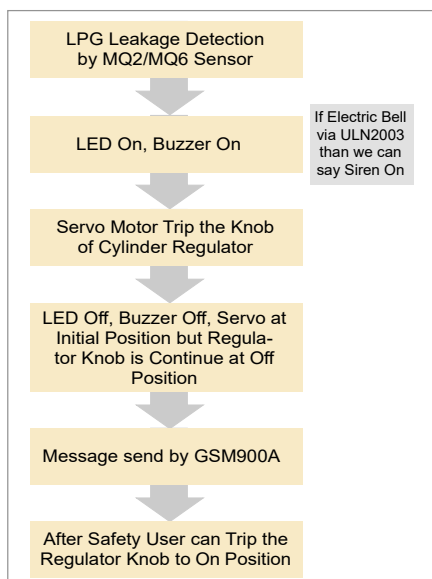 LPG Leakage Detection
by MQ2/MQ6 Sensor
LED On, Buzzer On
If Electric Bell
via ULN2003
than we can
say Siren On
Servo Motor Trip the Knob
of Cylinder Regulator
LED Off, Buzzer Off, Servo at
Initial Position but Regula-
tor Knob is Continue at Off
Position
Message send by GSM900A
After Safety User can Trip the
Regulator Knob to On Position